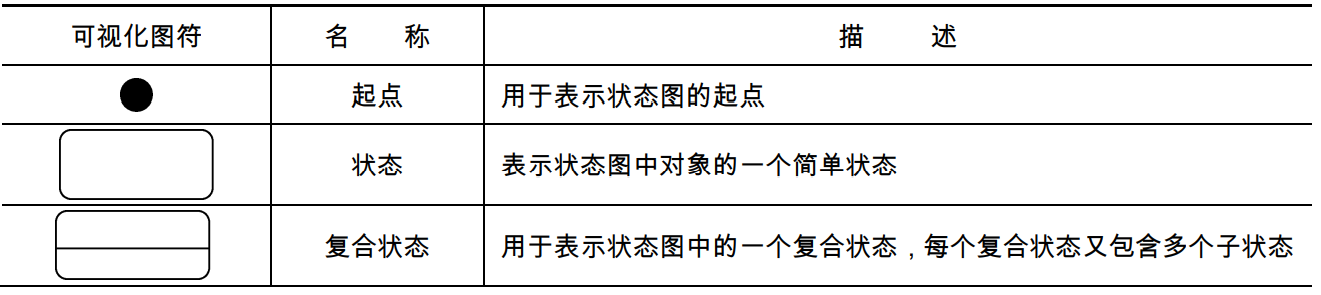 可视化图符 名 称 描 述
起点 用于表示状态图的起点
状态 表示状态图中对象的一个简单状态
复合状态 用于表示状态图中的一个复合状态，每个复合状态又包含多个子状态